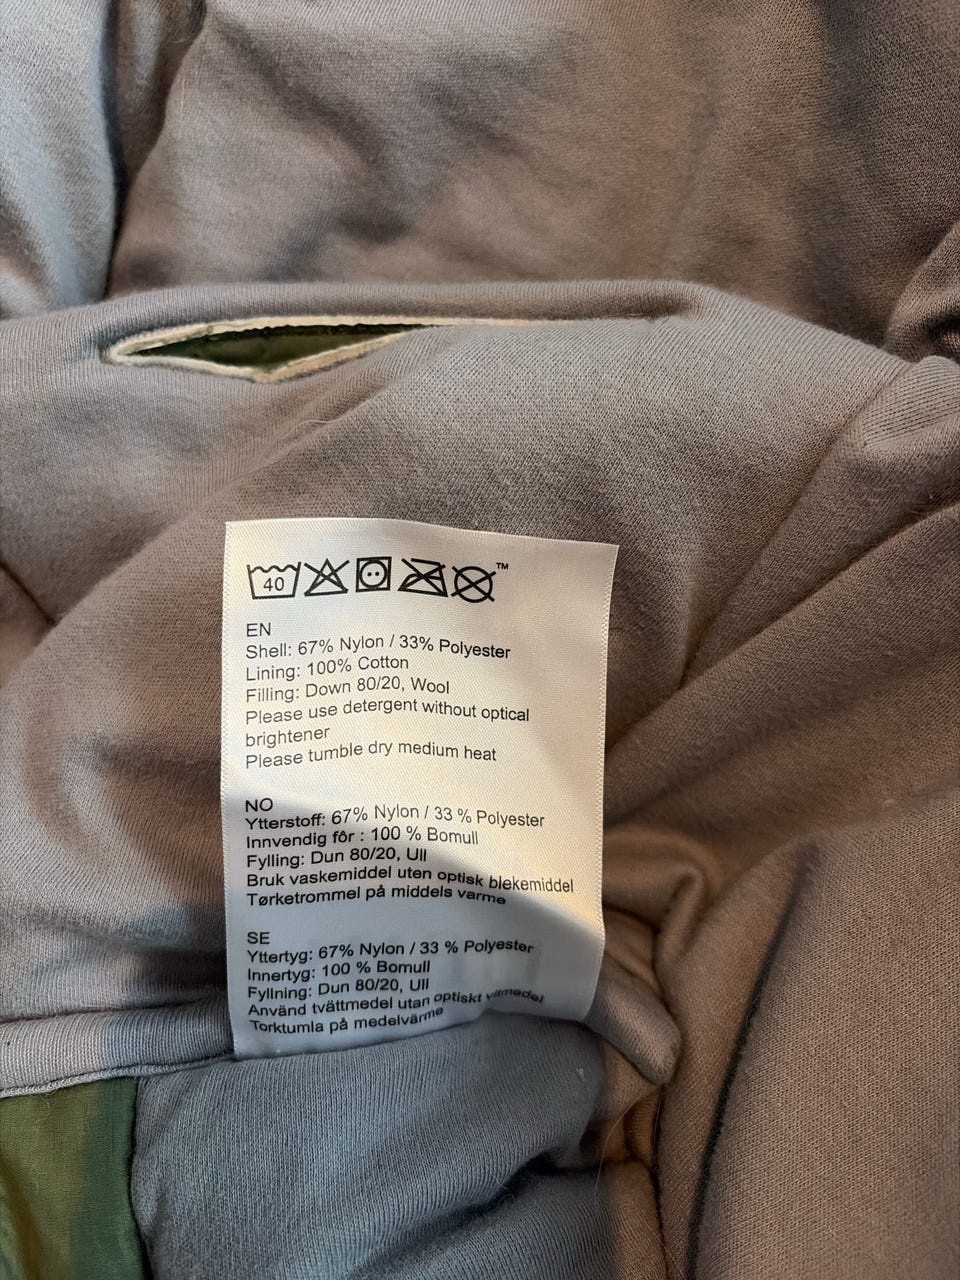 40
™
EN
Shell: 67% Nylon / 33% Polyester
Lining: 100% Cotton
Filling: Down 80/20, Wool
Please use detergent without optical
brightener
Please tumble dry medium heat
NO
Ytterstoff: 67% Nylon / 33 % Polyester
Innvendig fôr : 100 % Bomull
Fylling: Dun 80/20, Ull
Bruk vaskemiddel uten optisk blekemiddel
Tørketrommel på middels varme
SE
Yttertyg: 67% Nylon / 33 % Polyester
Innertyg: 100 % Bomull
Fyllning: Dun 80/20, Ull
Använd tvättmedel utan optiskt vitmedel
Torktumla på medelvärme